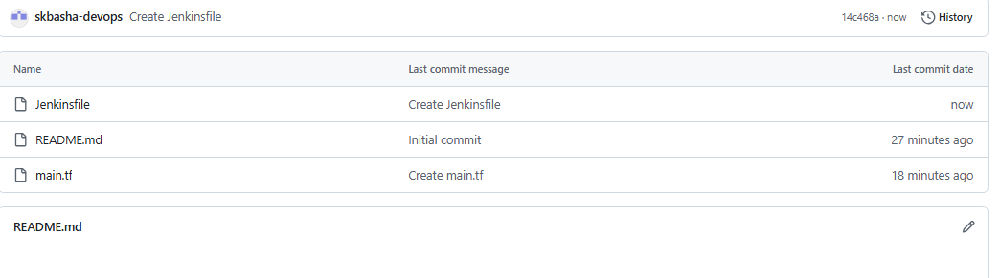 skbasha-devops Create Jenkinsfile 14c468a · now History
Name Last commit message Last commit date
Jenkinsfile Create Jenkinsfile now
README.md Initial commit 27 minutes ago
main.tf Create main.tf 18 minutes ago
README.md